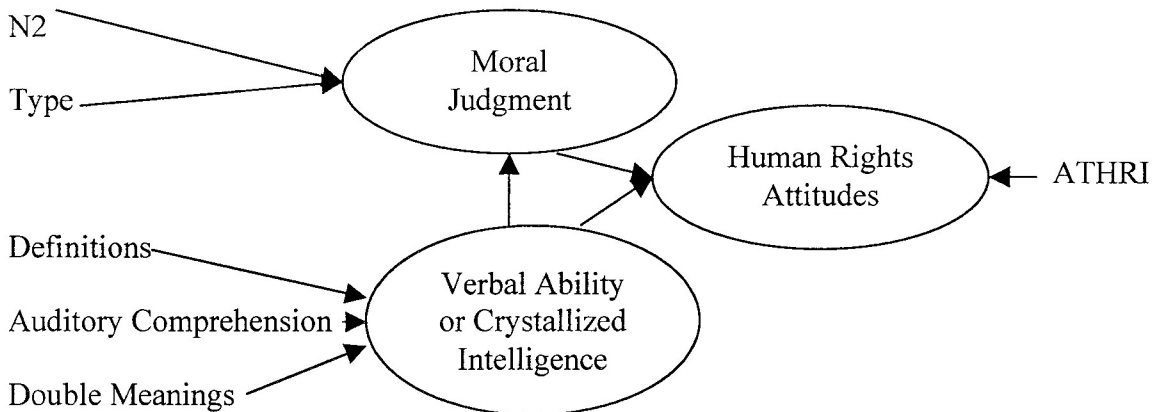 N2
Type
Moral
Judgment
Human Rights
Attitudes
ATHRI
Definitions
Auditory Comprehension
Double Meanings
Verbal Ability
or Crystallized
Intelligence